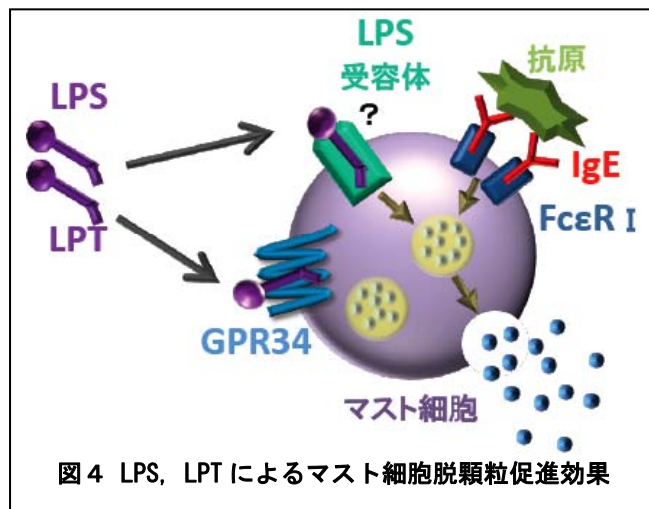 LPS
LPT
LPS
受容体
?
抗原
IgE
FcεRⅠ
GPR34
マスト細胞
図4 LPS, LPTによるマスト細胞脱顆粒促進効果